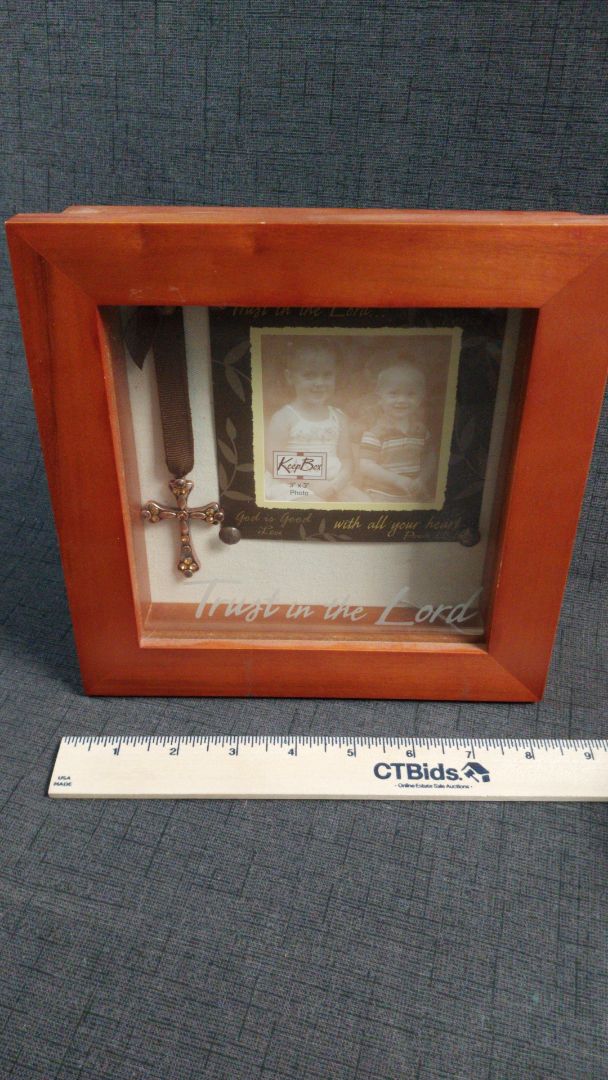 Trust in the Lord...
KeepBox
3" x 3"
Photo
God is Good
with all your heart
Trust in the Lord
1 2 3 4 5 6 7 8 9
USA
MADE
CTBids.
- Online Estate Sale Auctions -